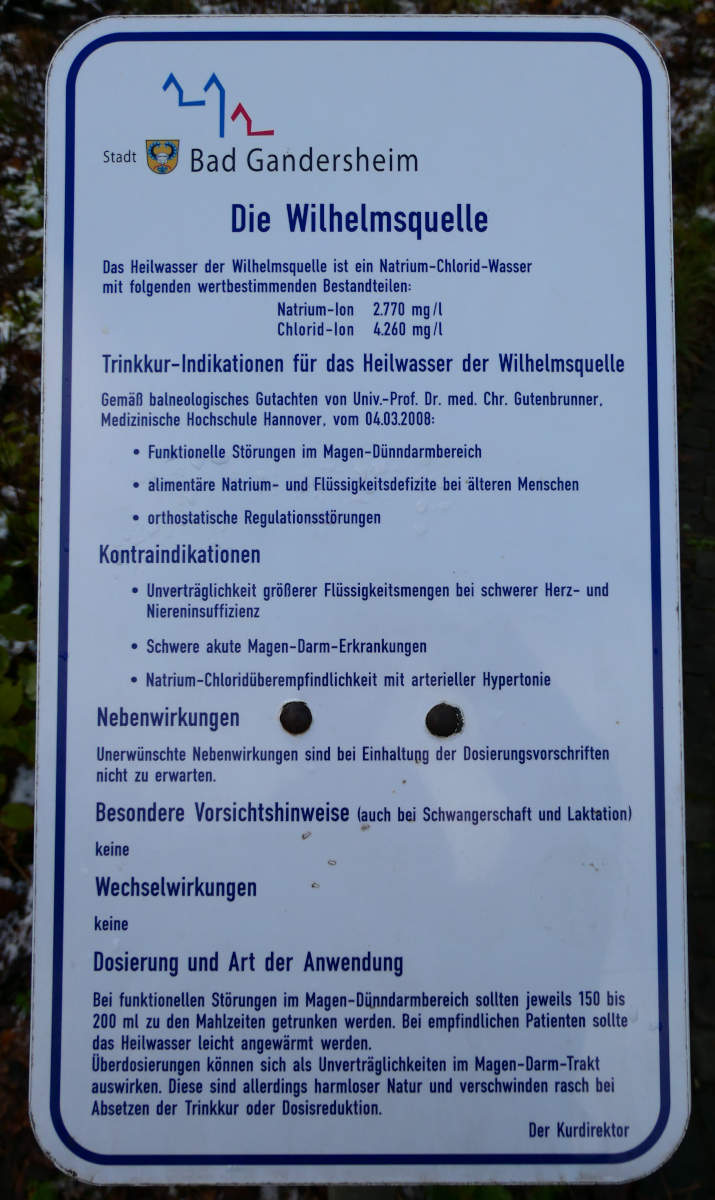 Stadt Bad Gandersheim
Die Wilhelmsquelle
Das Heilwasser der Wilhelmsquelle ist ein Natrium-Chlorid-Wasser
mit folgenden wertbestimmenden Bestandteilen:
Natrium-Ion 2.770 mg/l
Chlorid-Ion 4.260 mg/l
Trinkkur-Indikationen für das Heilwasser der Wilhelmsquelle
Gemäß balneologisches Gutachten von Univ.-Prof. Dr. med. Chr. Gutenbrunner,
Medizinische Hochschule Hannover, vom 04.03.2008:
• Funktionelle Störungen im Magen-Dünndarmbereich
• alimentäre Natrium- und Flüssigkeitsdefizite bei älteren Menschen
• orthostatische Regulationsstörungen
Kontraindikationen
• Unverträglichkeit größerer Flüssigkeitsmengen bei schwerer Herz- und
Niereninsuffizienz
• Schwere akute Magen-Darm-Erkrankungen
• Natrium-Chloridüberempfindlichkeit mit arterieller Hypertonie
Nebenwirkungen
Unerwünschte Nebenwirkungen sind bei Einhaltung der Dosierungsvorschriften
nicht zu erwarten.
Besondere Vorsichtshinweise (auch bei Schwangerschaft und Laktation)
keine
Wechselwirkungen
keine
Dosierung und Art der Anwendung
Bei funktionellen Störungen im Magen-Dünndarmbereich sollten jeweils 150 bis
200 ml zu den Mahlzeiten getrunken werden. Bei empfindlichen Patienten sollte
das Heilwasser leicht angewärmt werden.
Überdosierungen können sich als Unverträglichkeiten im Magen-Darm-Trakt
auswirken. Diese sind allerdings harmloser Natur und verschwinden rasch bei
Absetzen der Trinkkur oder Dosisreduktion.
Der Kurdirektor